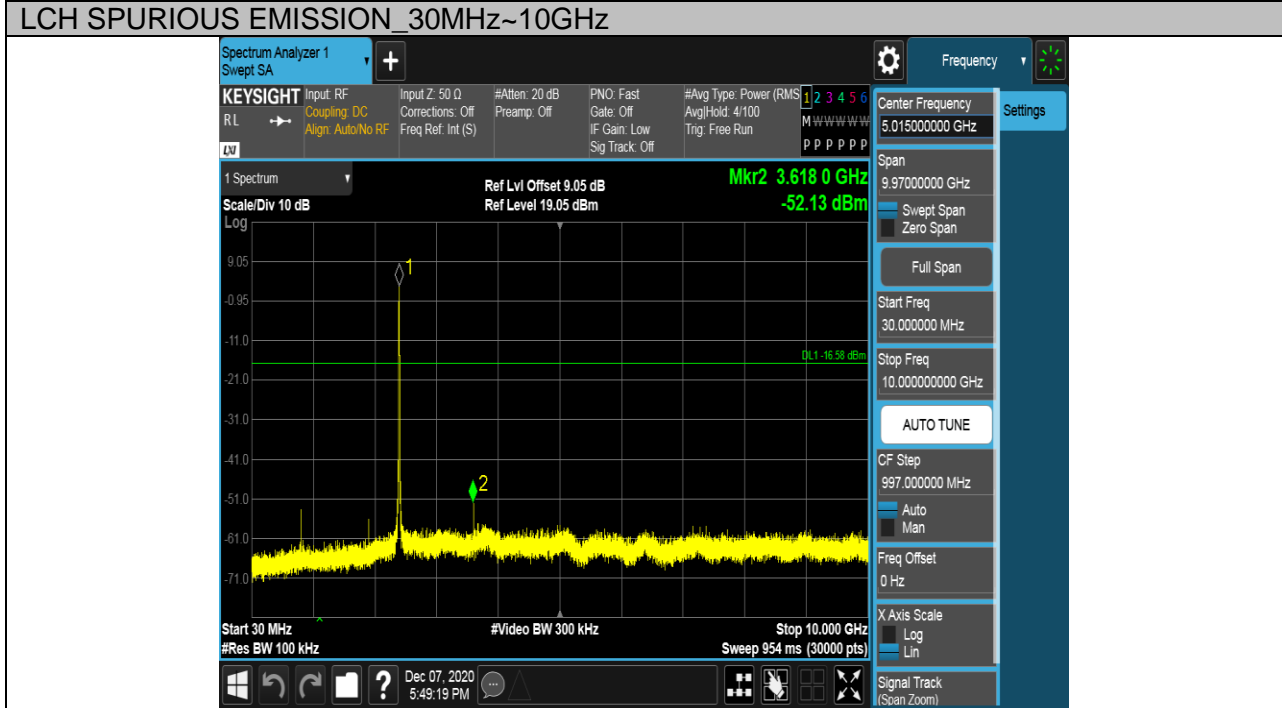 LCH SPURIOUS EMISSION_30MHz~10GHz
Spectrum Analyzer 1
Swept SA
+
Frequency
KEYSIGHT
RL
LXI
Input: RF
Coupling: DC
Align: Auto/No RF
Input Z: 50 Ω
Corrections: Off
Freq Ref: Int (S)
#Atten: 20 dB
Preamp: Off
PNO: Fast
Gate: Off
IF Gain: Low
Sig Track: Off
#Avg Type: Power (RMS
Avg|Hold: 4/100
Trig: Free Run
1 2 3 4 5 6
M W W W W W
P P P P P P
Center Frequency
5.015000000 GHz
Settings
1 Spectrum
Scale/Div 10 dB
Ref Lvl Offset 9.05 dB
Ref Level 19.05 dBm
Mkr2 3.618 0 GHz
-52.13 dBm
Log
9.05
-0.95
-11.0
-21.0
-31.0
-41.0
-51.0
-61.0
-71.0
1
2
DL1 -16.58 dBm
Start 30 MHz
#Res BW 100 kHz
#Video BW 300 kHz
Stop 10.000 GHz
Sweep 954 ms (30000 pts)
Span
9.97000000 GHz
Swept Span
Zero Span
Full Span
Start Freq
30.000000 MHz
Stop Freq
10.000000000 GHz
AUTO TUNE
CF Step
997.000000 MHz
Auto
Man
Freq Offset
0 Hz
X Axis Scale
Log
Lin
Signal Track
(Span Zoom)
?
Dec 07, 2020
5:49:19 PM